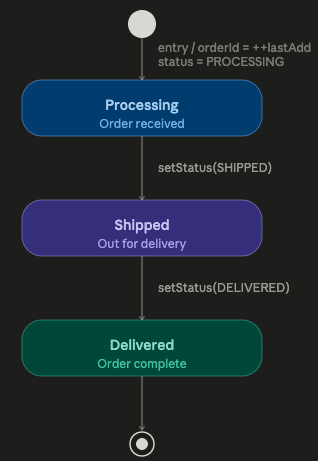 entry / orderId = ++lastAdd
status = PROCESSING
Processing
Order received
setStatus(SHIPPED)
Shipped
Out for delivery
setStatus(DELIVERED)
Delivered
Order complete